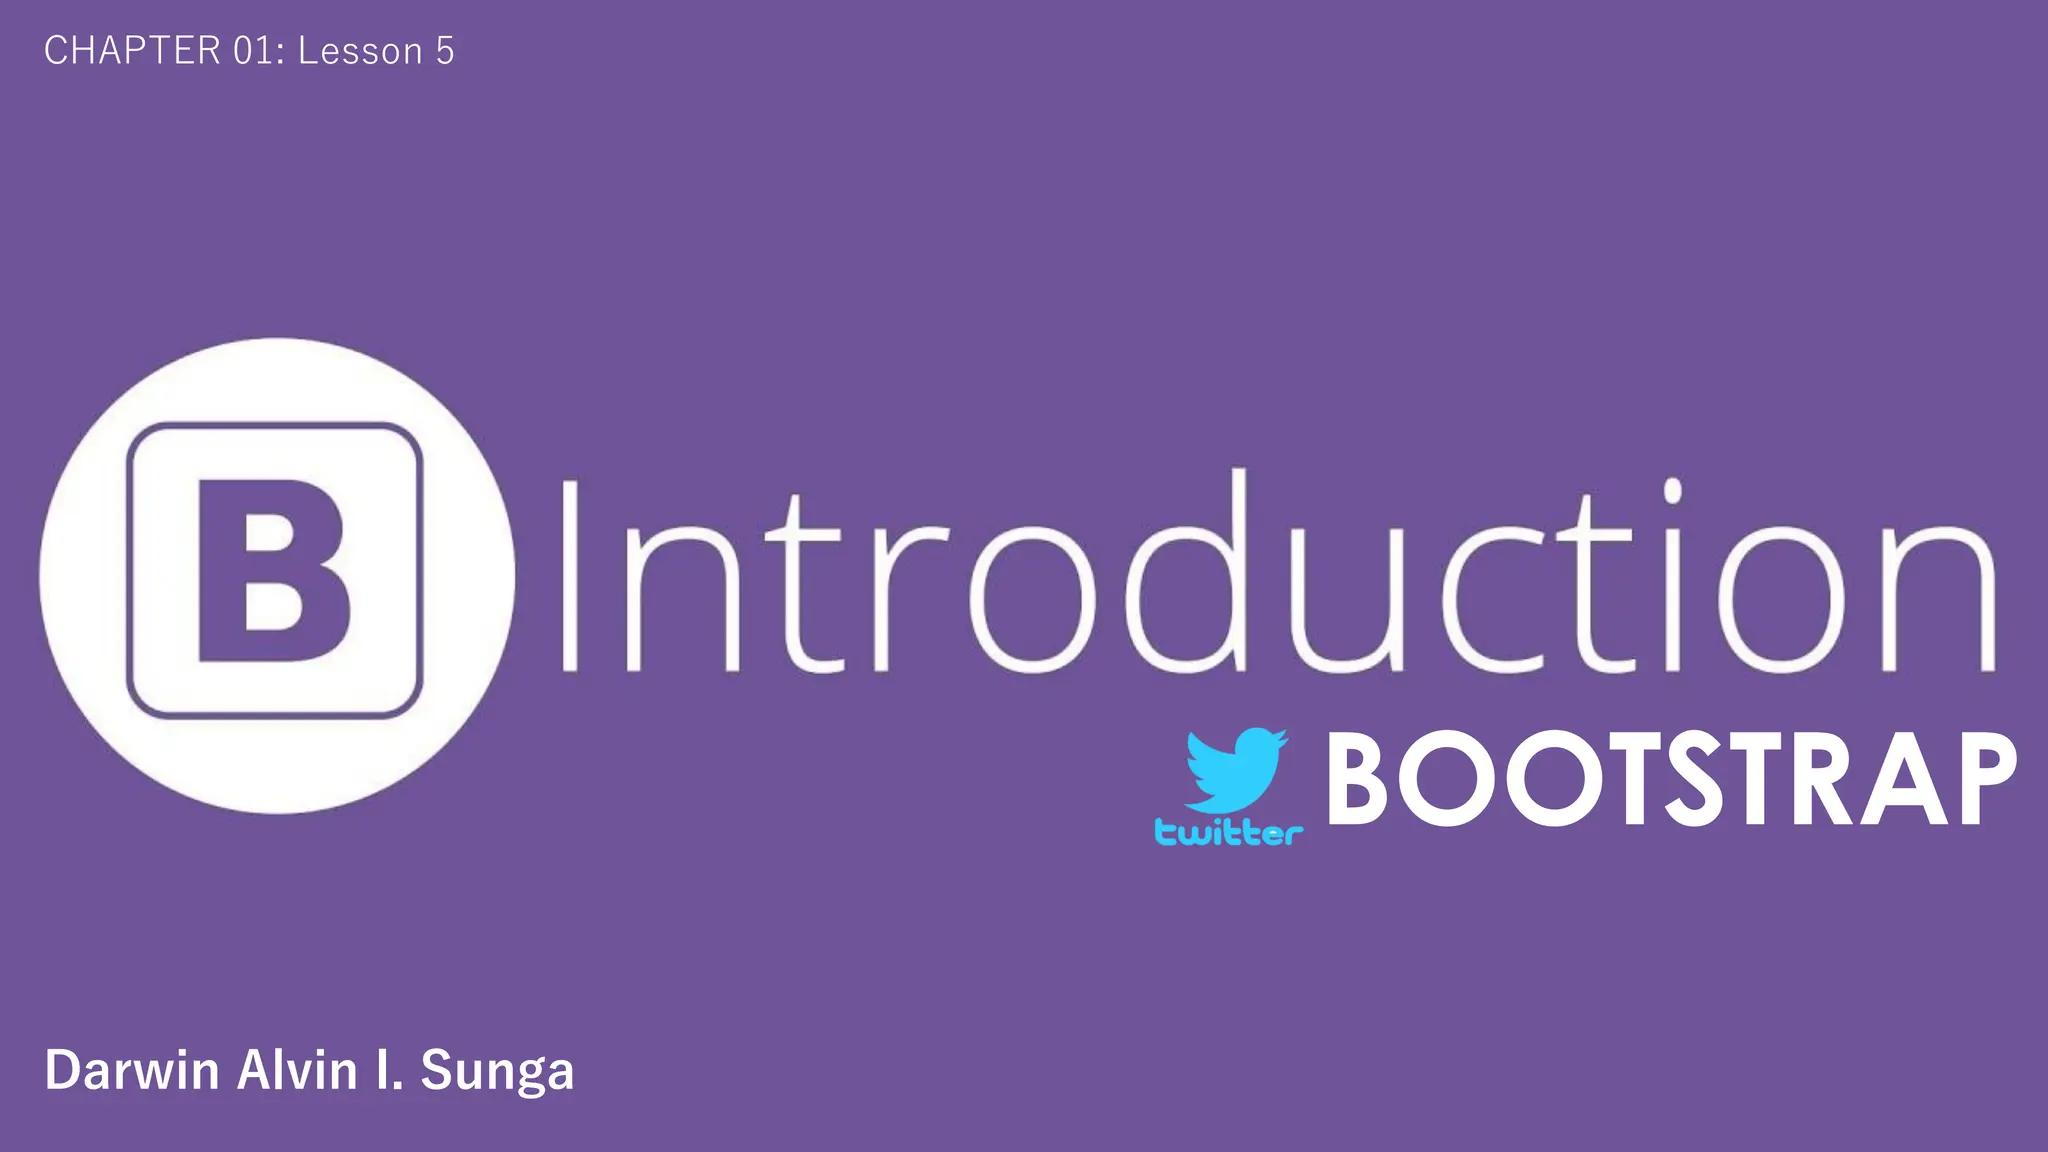 CHAPTER 01: Lesson 5
B
Introduction
twitter
BOOTSTRAP
Darwin Alvin I. Sunga